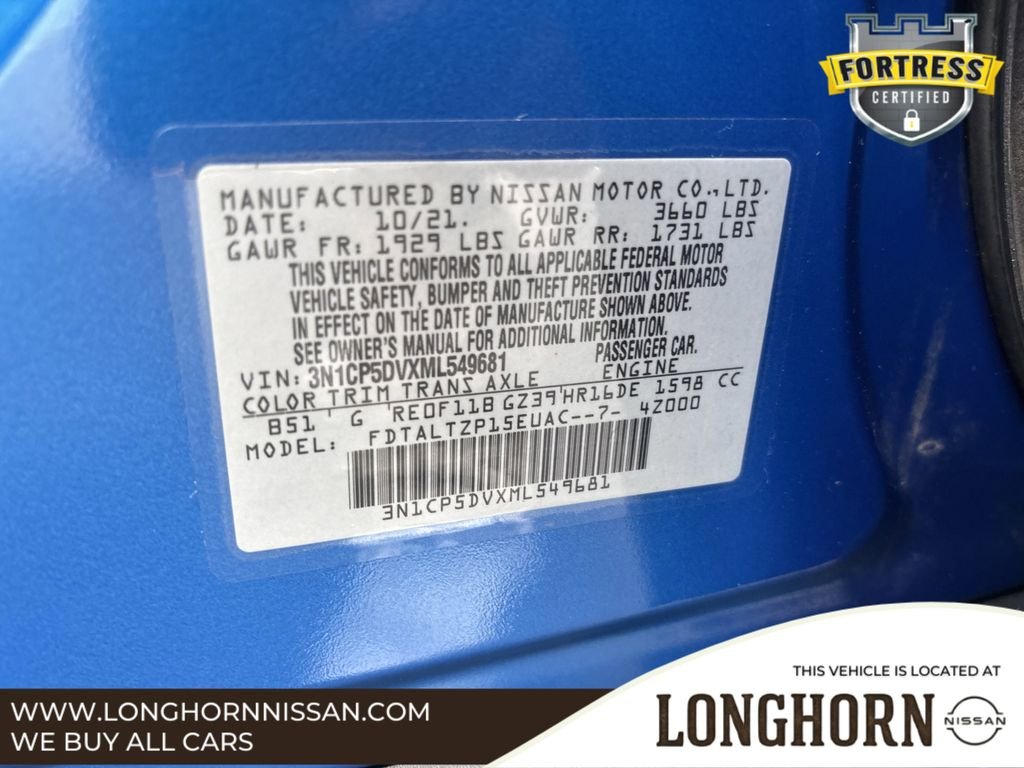 FORTRESS
CERTIFIED
MANUFACTURED BY NISSAN MOTOR CO.,LTD.
DATE: 10/21. GVWR: 3660 LBS
GAWR FR: 1929 LBS GAWR RR: 1731 LBS
THIS VEHICLE CONFORMS TO ALL APPLICABLE FEDERAL MOTOR
VEHICLE SAFETY, BUMPER AND THEFT PREVENTION STANDARDS
IN EFFECT ON THE DATE OF MANUFACTURE SHOWN ABOVE.
SEE OWNER'S MANUAL FOR ADDITIONAL INFORMATION.
VIN: 3N1CP5DVXML549681 PASSENGER CAR.
COLOR TRIM TRANS AXLE ENGINE
B51 G RE0F11B GZ39 HR16DE 1598 CC
MODEL: FDTALTZP15EUAC--7- 4Z000
3N1CP5DVXML549681
THIS VEHICLE IS LOCATED AT
LONGHORN NISSAN
WWW.LONGHORNNISSAN.COM
WE BUY ALL CARS